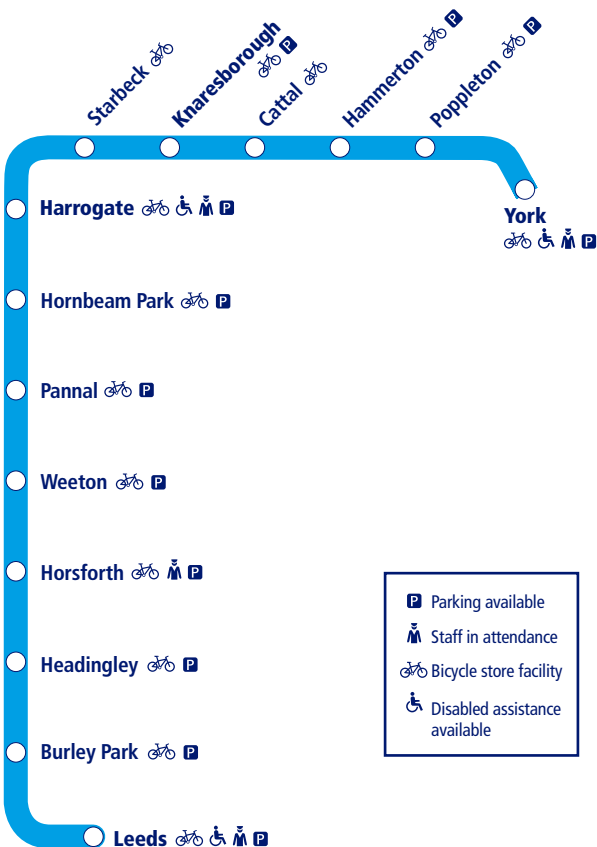 Starbeck
Knaresborough
P
Cattal
Hammerton P
Poppleton P
Harrogate P
York
P
Hornbeam Park P
Pannal P
Weeton P
Horsforth P
Headingley P
Burley Park P
Leeds P
P Parking available
Staff in attendance
Bicycle store facility
Disabled assistance
available